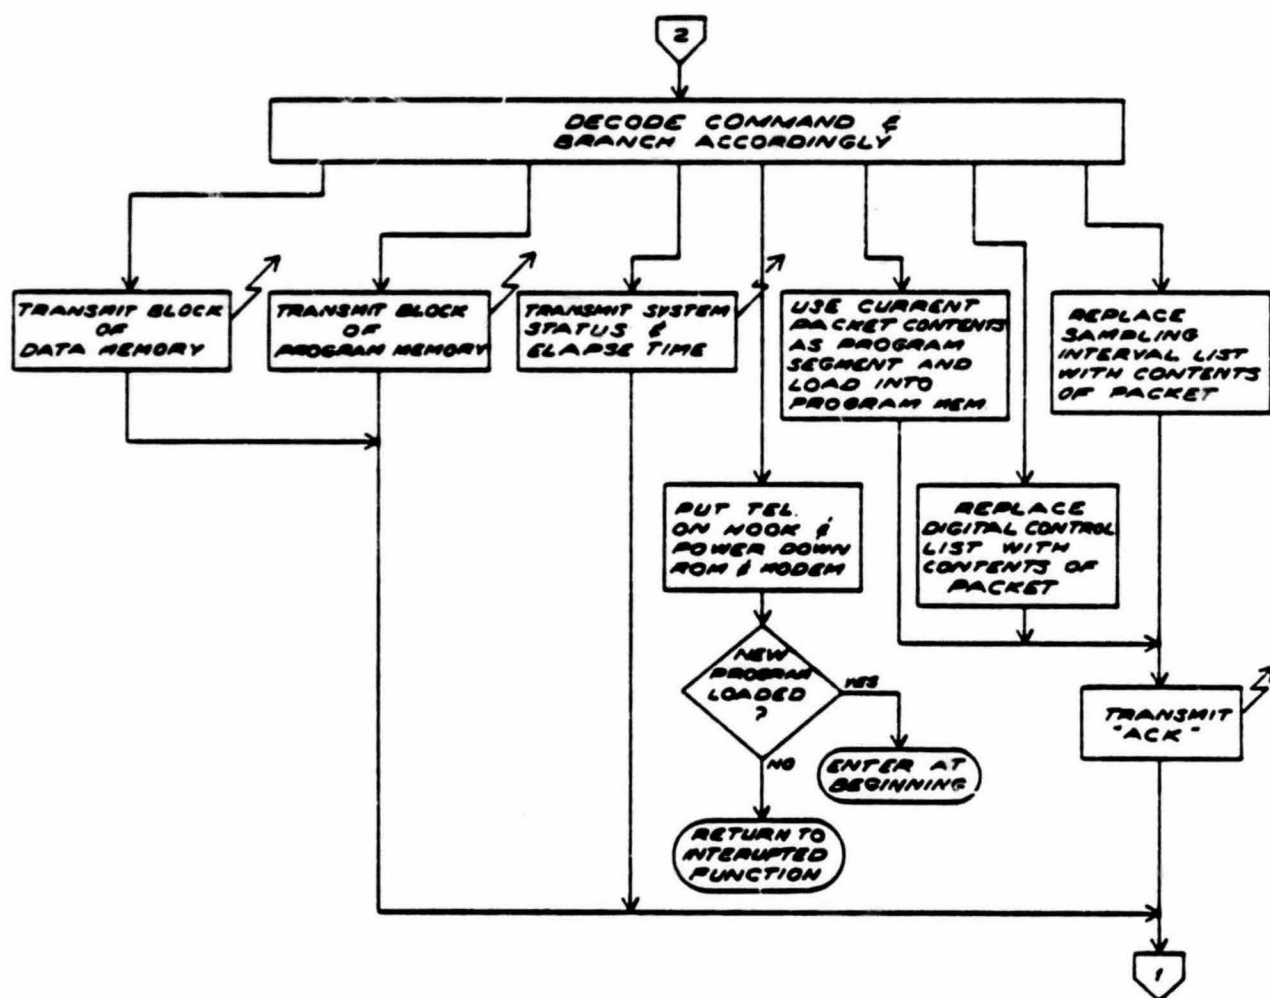 2
DECODE COMMAND &
BRANCH ACCORDINGLY
TRANSMIT BLOCK
OF
DATA MEMORY
TRANSMIT BLOCK
OF
PROGRAM MEMORY
TRANSMIT SYSTEM
STATUS &
ELAPSE TIME
USE CURRENT
PACKET CONTENTS
AS PROGRAM
SEGMENT AND
LOAD INTO
PROGRAM MEM.
REPLACE
SAMPLING
INTERVAL LIST
WITH CONTENTS
OF PACKET
PUT TEL.
ON HOOK &
POWER DOWN
ROM & MODEM
REPLACE
DIGITAL CONTROL
LIST WITH
CONTENTS OF
PACKET
NEW
PROGRAM
LOADED
?
YES
NO
ENTER AT
BEGINNING
TRANSMIT
"ACK"
RETURN TO
INTERUPTED
FUNCTION
1